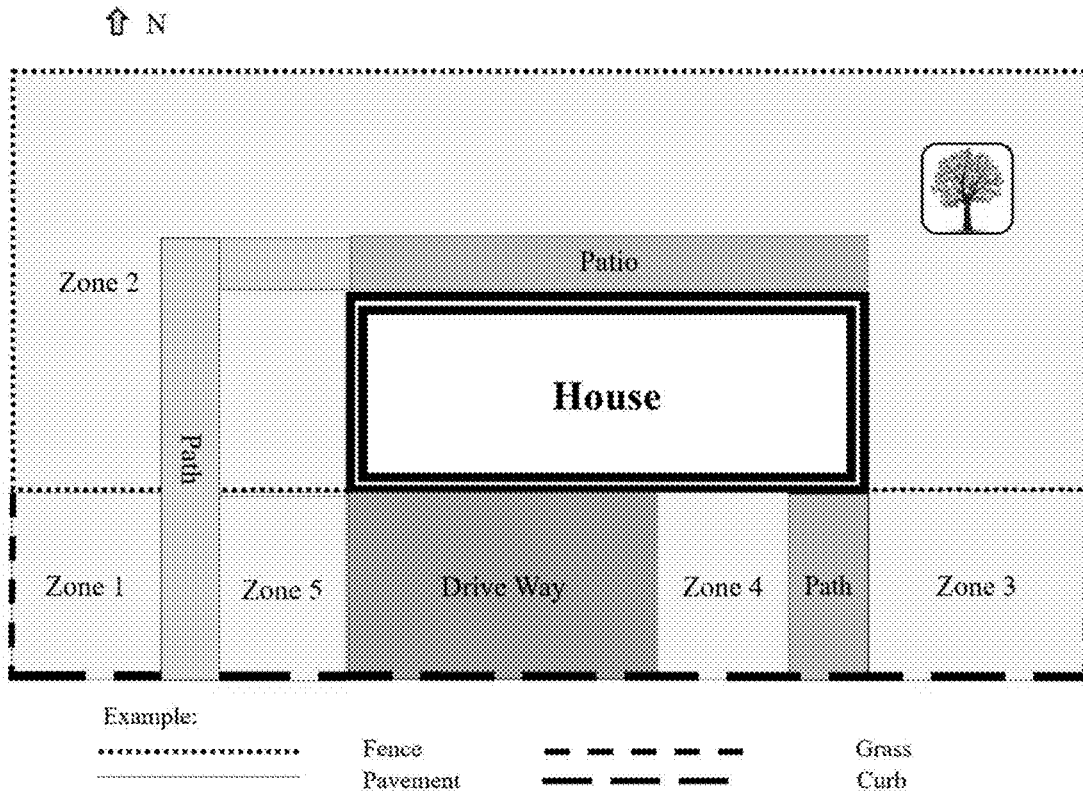 N
Patio
Zone 2
House
Path
Zone 1
Zone 5
Drive Way
Zone 4
Path
Zone 3
Example:
Fence
Grass
Pavement
Curb